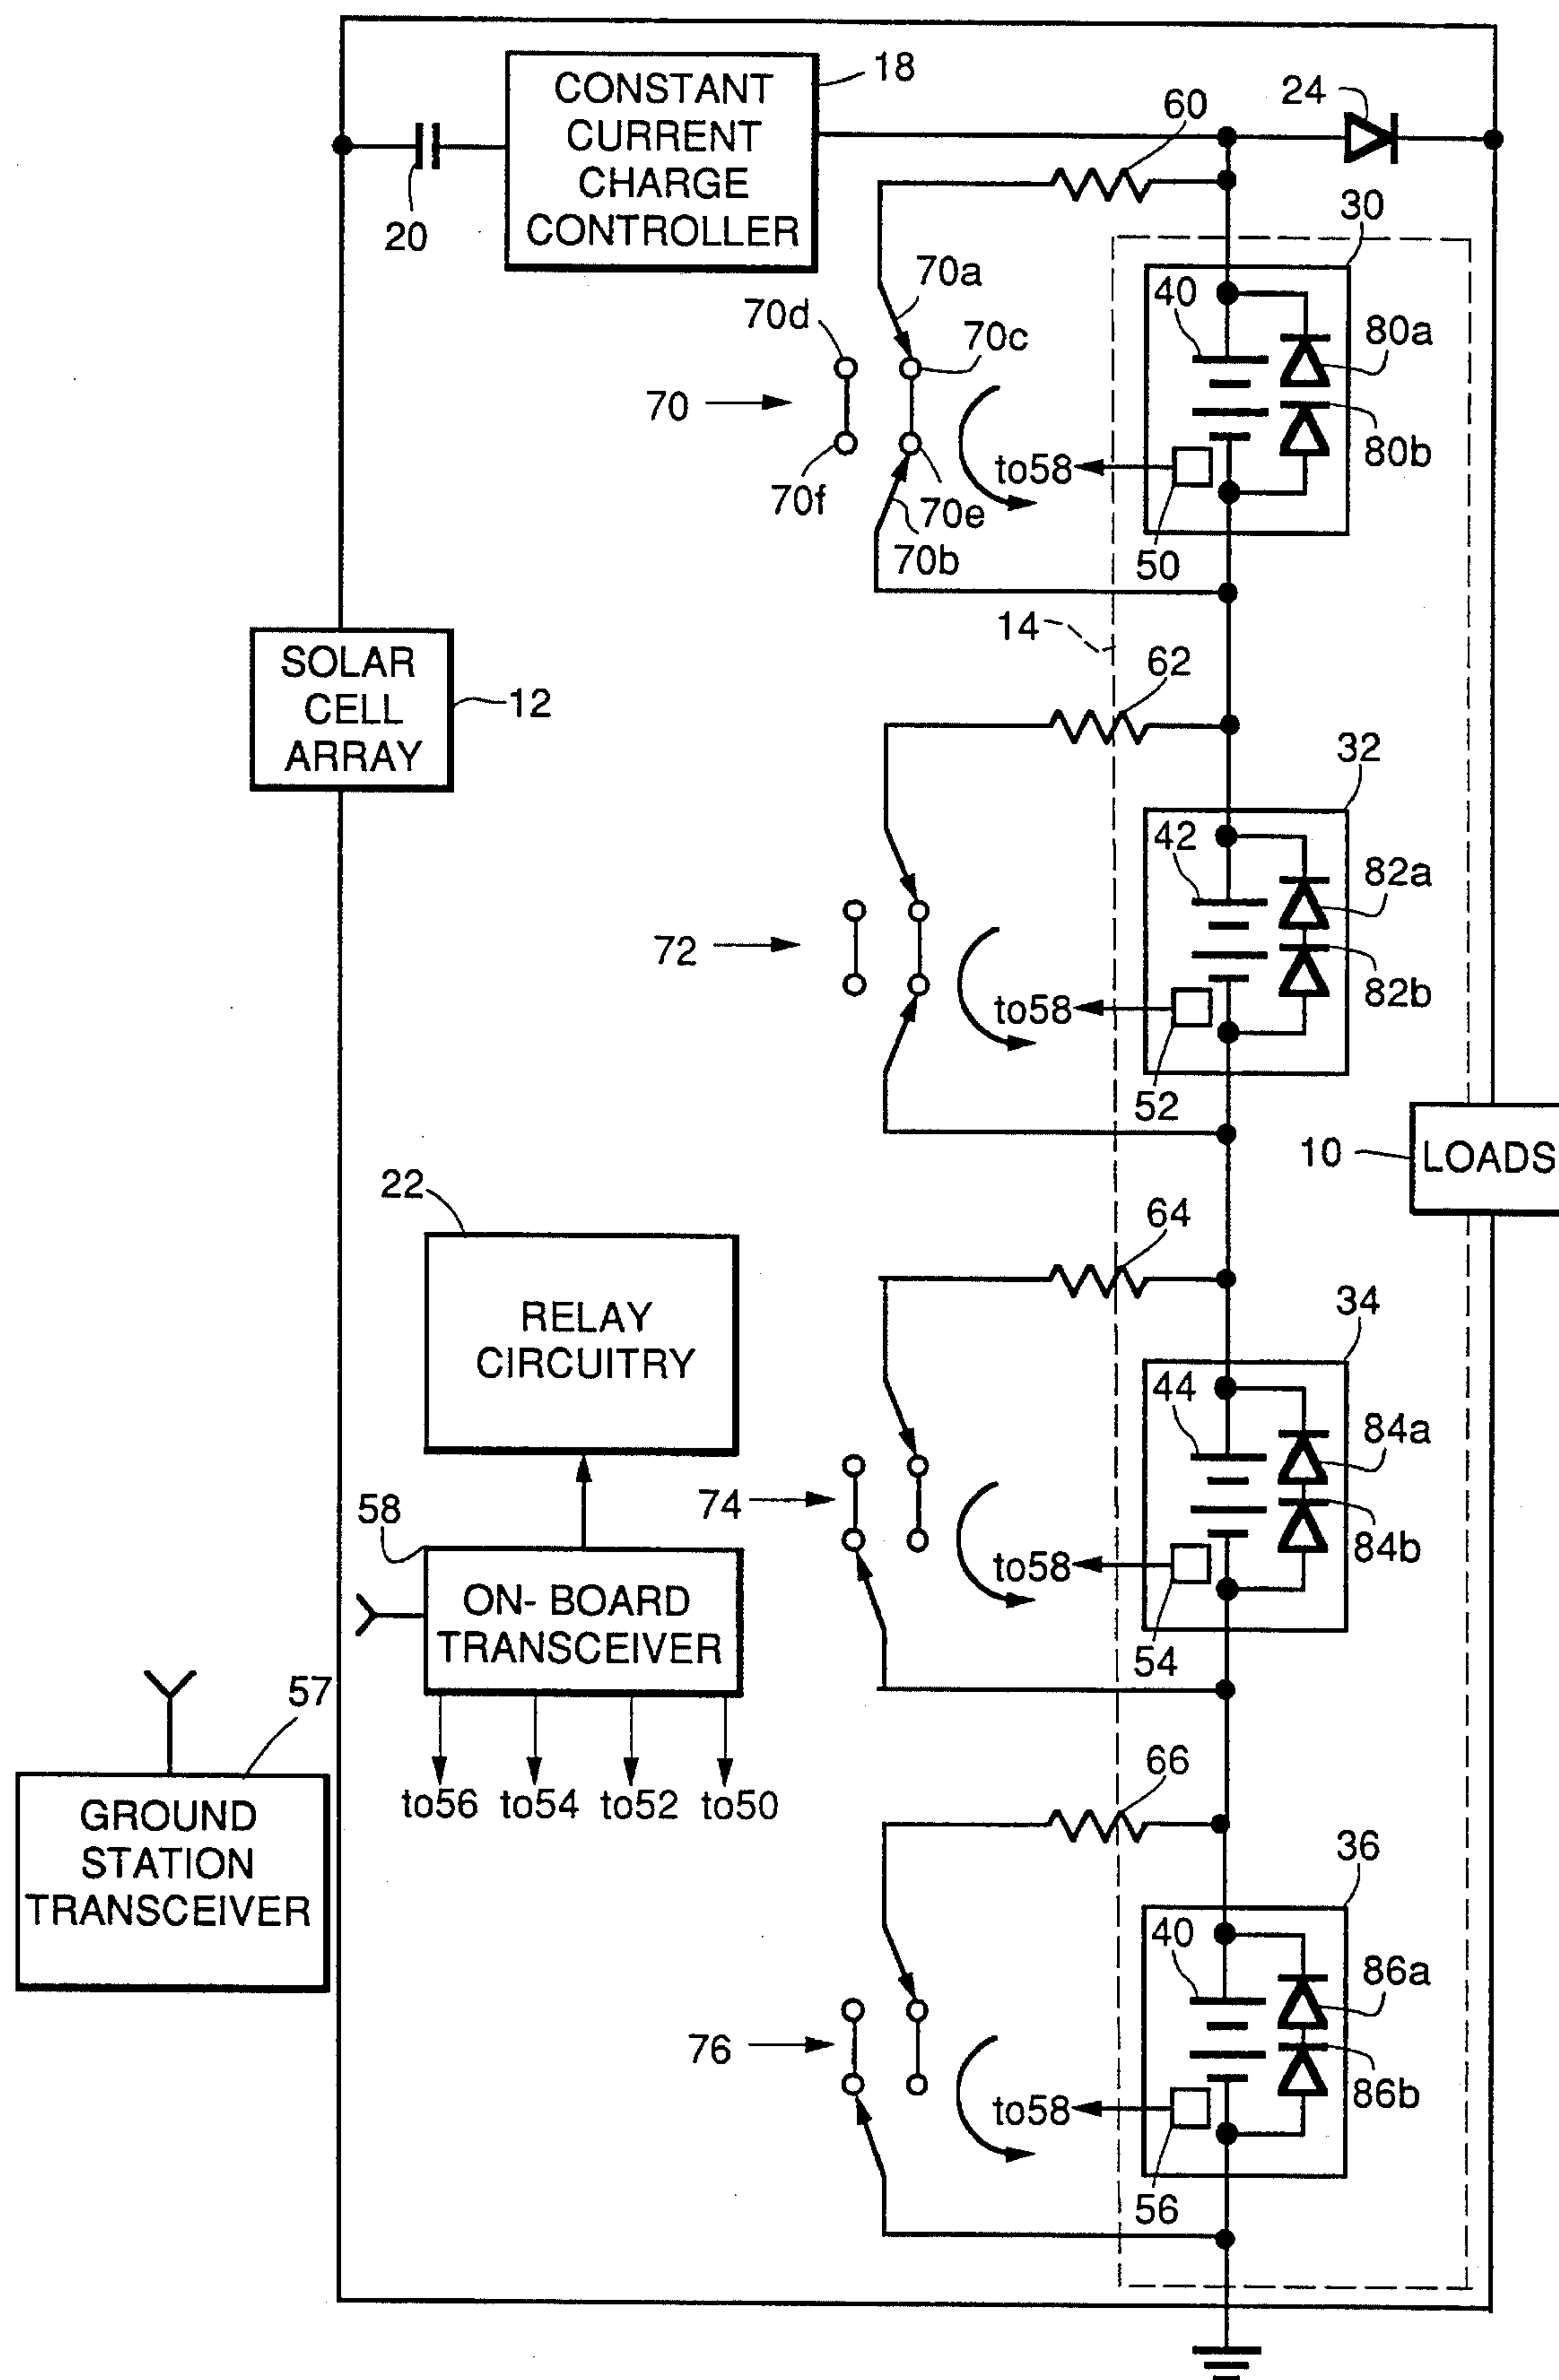 CONSTANT
CURRENT
CHARGE
CONTROLLER
18
20
60
24
30
70a
70d
70c
70
70f
70e
70b
40
80a
80b
to58
50
14
SOLAR
CELL
ARRAY
12
62
32
42
82a
82b
72
to58
52
10
LOADS
22
RELAY
CIRCUITRY
64
34
44
84a
84b
74
to58
54
58
ON- BOARD
TRANSCEIVER
to56 to54 to52 to50
57
GROUND
STATION
TRANSCEIVER
66
36
40
86a
86b
76
to58
56